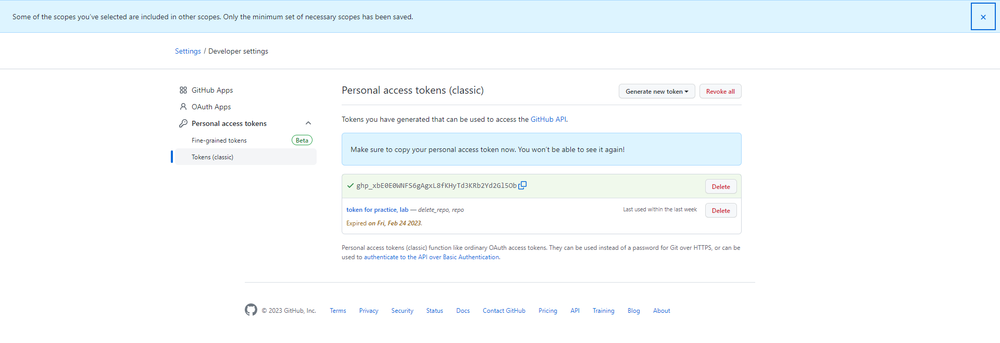 Some of the scopes you've selected are included in other scopes. Only the minimum set of necessary scopes has been saved.
Settings / Developer settings
GitHub Apps
OAuth Apps
Personal access tokens
Fine-grained tokens Beta
Tokens (classic)
Personal access tokens (classic) Generate new token Revoke all
Tokens you have generated that can be used to access the GitHub API.
Make sure to copy your personal access token now. You won't be able to see it again!
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 Delete
token for practice, lab — delete_repo, repo Last used within the last week Delete
Expired on Fri, Feb 24 2023.
Personal access tokens (classic) function like ordinary OAuth access tokens. They can be used instead of a password for Git over HTTPS, or can be
used to authenticate to the API over Basic Authentication.
© 2023 GitHub, Inc. Terms Privacy Security Status Docs Contact GitHub Pricing API Training Blog About